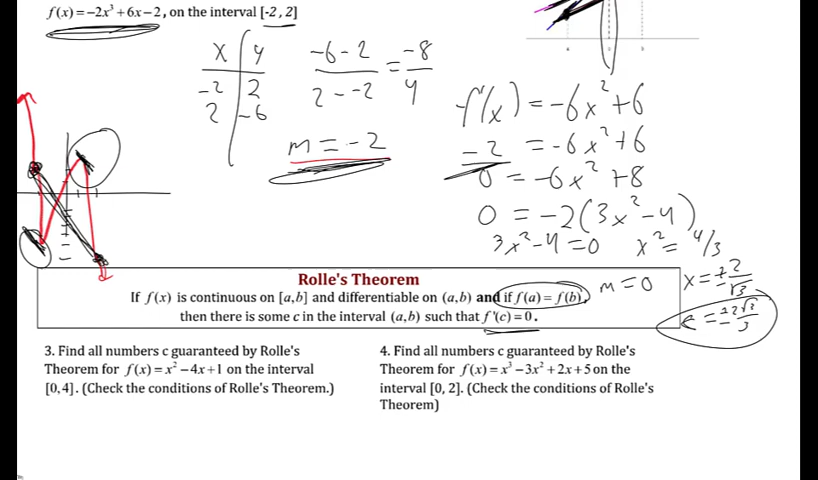 f(x)=−2x³+6x−2, on the interval [-2, 2]
x y
-2 2
2 -6
-6-2 / 2--2 = -8/4
m = -2
f'(x) = -6x²+6
-2 = -6x²+6
0 = -6x²+8
0 = -2(3x²-4)
3x²-4=0 x²= 4/3
x=±2/√3
c = ±2√3/3
Rolle's Theorem
If f(x) is continuous on [a,b] and differentiable on (a,b) and if f(a)=f(b),
then there is some c in the interval (a,b) such that f'(c)=0.
m=0
3. Find all numbers c guaranteed by Rolle's
Theorem for f(x)=x²−4x+1 on the interval
[0,4]. (Check the conditions of Rolle's Theorem.)
4. Find all numbers c guaranteed by Rolle's
Theorem for f(x)=x³−3x²+2x+5 on the
interval [0, 2]. (Check the conditions of Rolle's
Theorem)